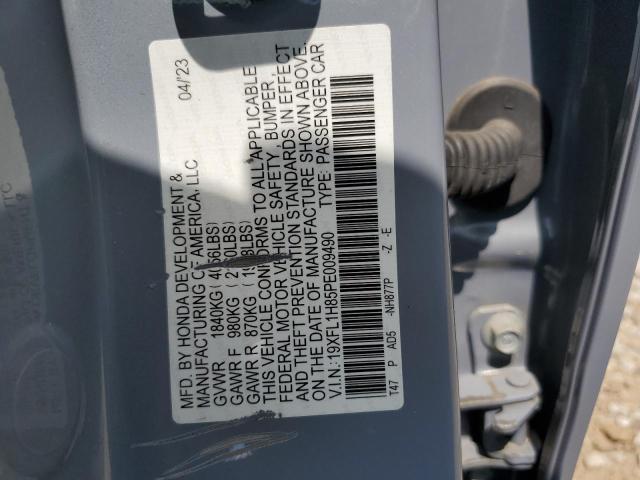 MFD. BY HONDA DEVELOPMENT & 04/'23
MANUFACTURING OF AMERICA, LLC
GVWR 1840KG
GAWR F 980KG
GAWR R 870KG
THIS VEHICLE CONFORMS TO ALL APPLICABLE
FEDERAL MOTOR VEHICLE SAFETY, BUMPER,
AND THEFT PREVENTION STANDARDS IN EFFECT
ON THE DATE OF MANUFACTURE SHOWN ABOVE.
V.I.N.:19XFL1H85PE009490 TYPE: PASSENGER CAR
T47 P AD5 -NH877P -Z -E